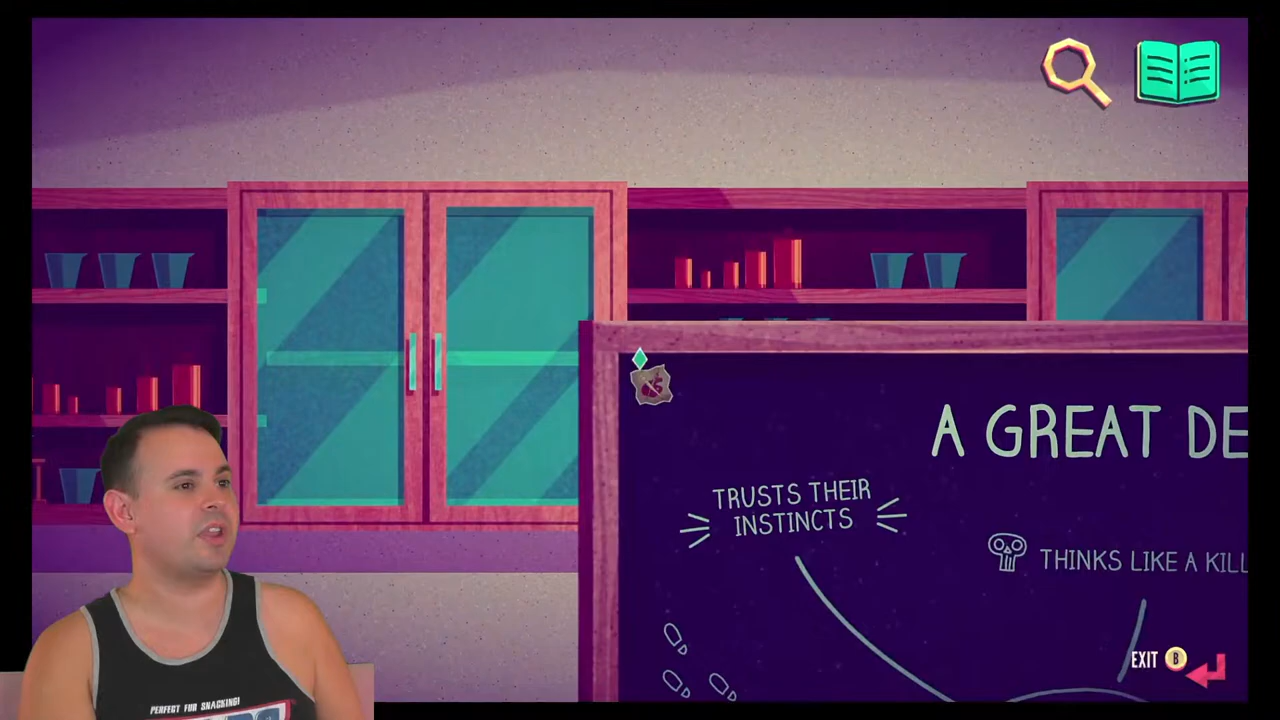 A GREAT DE
TRUSTS THEIR
INSTINCTS
THINKS LIKE A KILL
EXIT B
PERFECT FOR SNACKING!